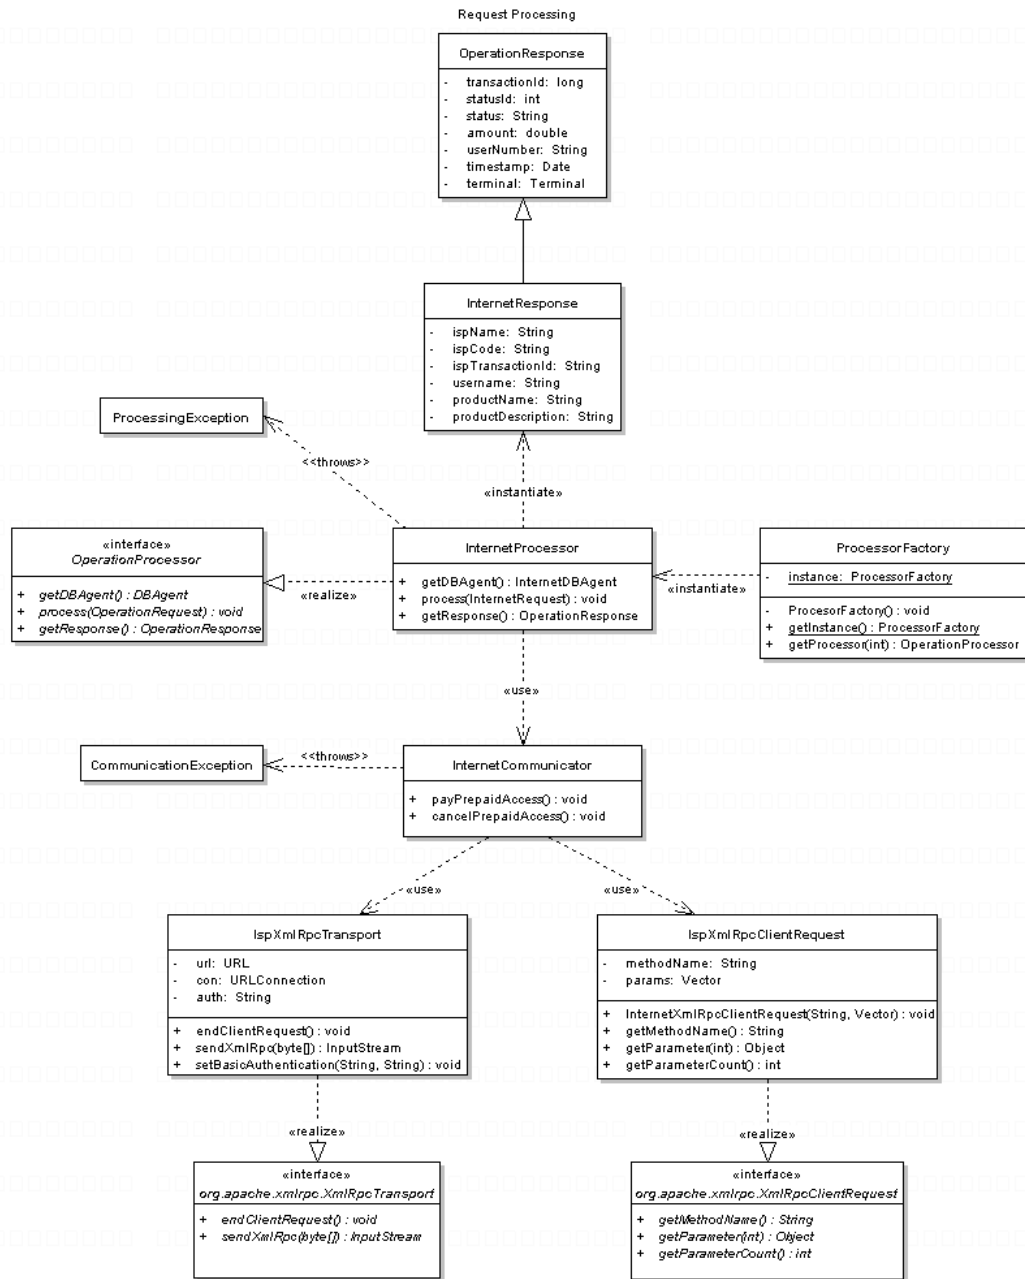 Request Processing
OperationResponse
- transactionId: long
- statusId: int
- status: String
- amount: double
- userNumber: String
- timestamp: Date
- terminal: Terminal
InternetResponse
- ispName: String
- ispCode: String
- ispTransactionId: String
- username: String
- productName: String
- productDescription: String
ProcessingException
<<throws>>
«instantiate»
«interface»
OperationProcessor
+ getDBAgent() : DBAgent
+ process(OperationRequest) : void
+ getResponse() : OperationResponse
«realize»
InternetProcessor
+ getDBAgent() : InternetDBAgent
+ process(InternetRequest) : void
+ getResponse() : OperationResponse
«instantiate»
ProcessorFactory
- instance: ProcessorFactory
- ProcesorFactory() : void
+ getInstance() : ProcessorFactory
+ getProcessor(int) : OperationProcessor
«use»
CommunicationException
<<throws>>
InternetCommunicator
+ payPrepaidAccess() : void
+ cancelPrepaidAccess() : void
«use»
«use»
IspXmlRpcTransport
- url: URL
- con: URLConnection
- auth: String
+ endClientRequest() : void
+ sendXmlRpc(byte[]) : InputStream
+ setBasicAuthentication(String, String) : void
IspXmlRpcClientRequest
- methodName: String
- params: Vector
+ InternetXmlRpcClientRequest(String, Vector) : void
+ getMethodName() : String
+ getParameter(int) : Object
+ getParameterCount() : int
«realize»
«realize»
«interface»
org.apache.xmlrpc.XmlRpcTransport
+ endClientRequest() : void
+ sendXmlRpc(byte[]) : InputStream
«interface»
org.apache.xmlrpc.XmlRpcClientRequest
+ getMethodName() : String
+ getParameter(int) : Object
+ getParameterCount() : int